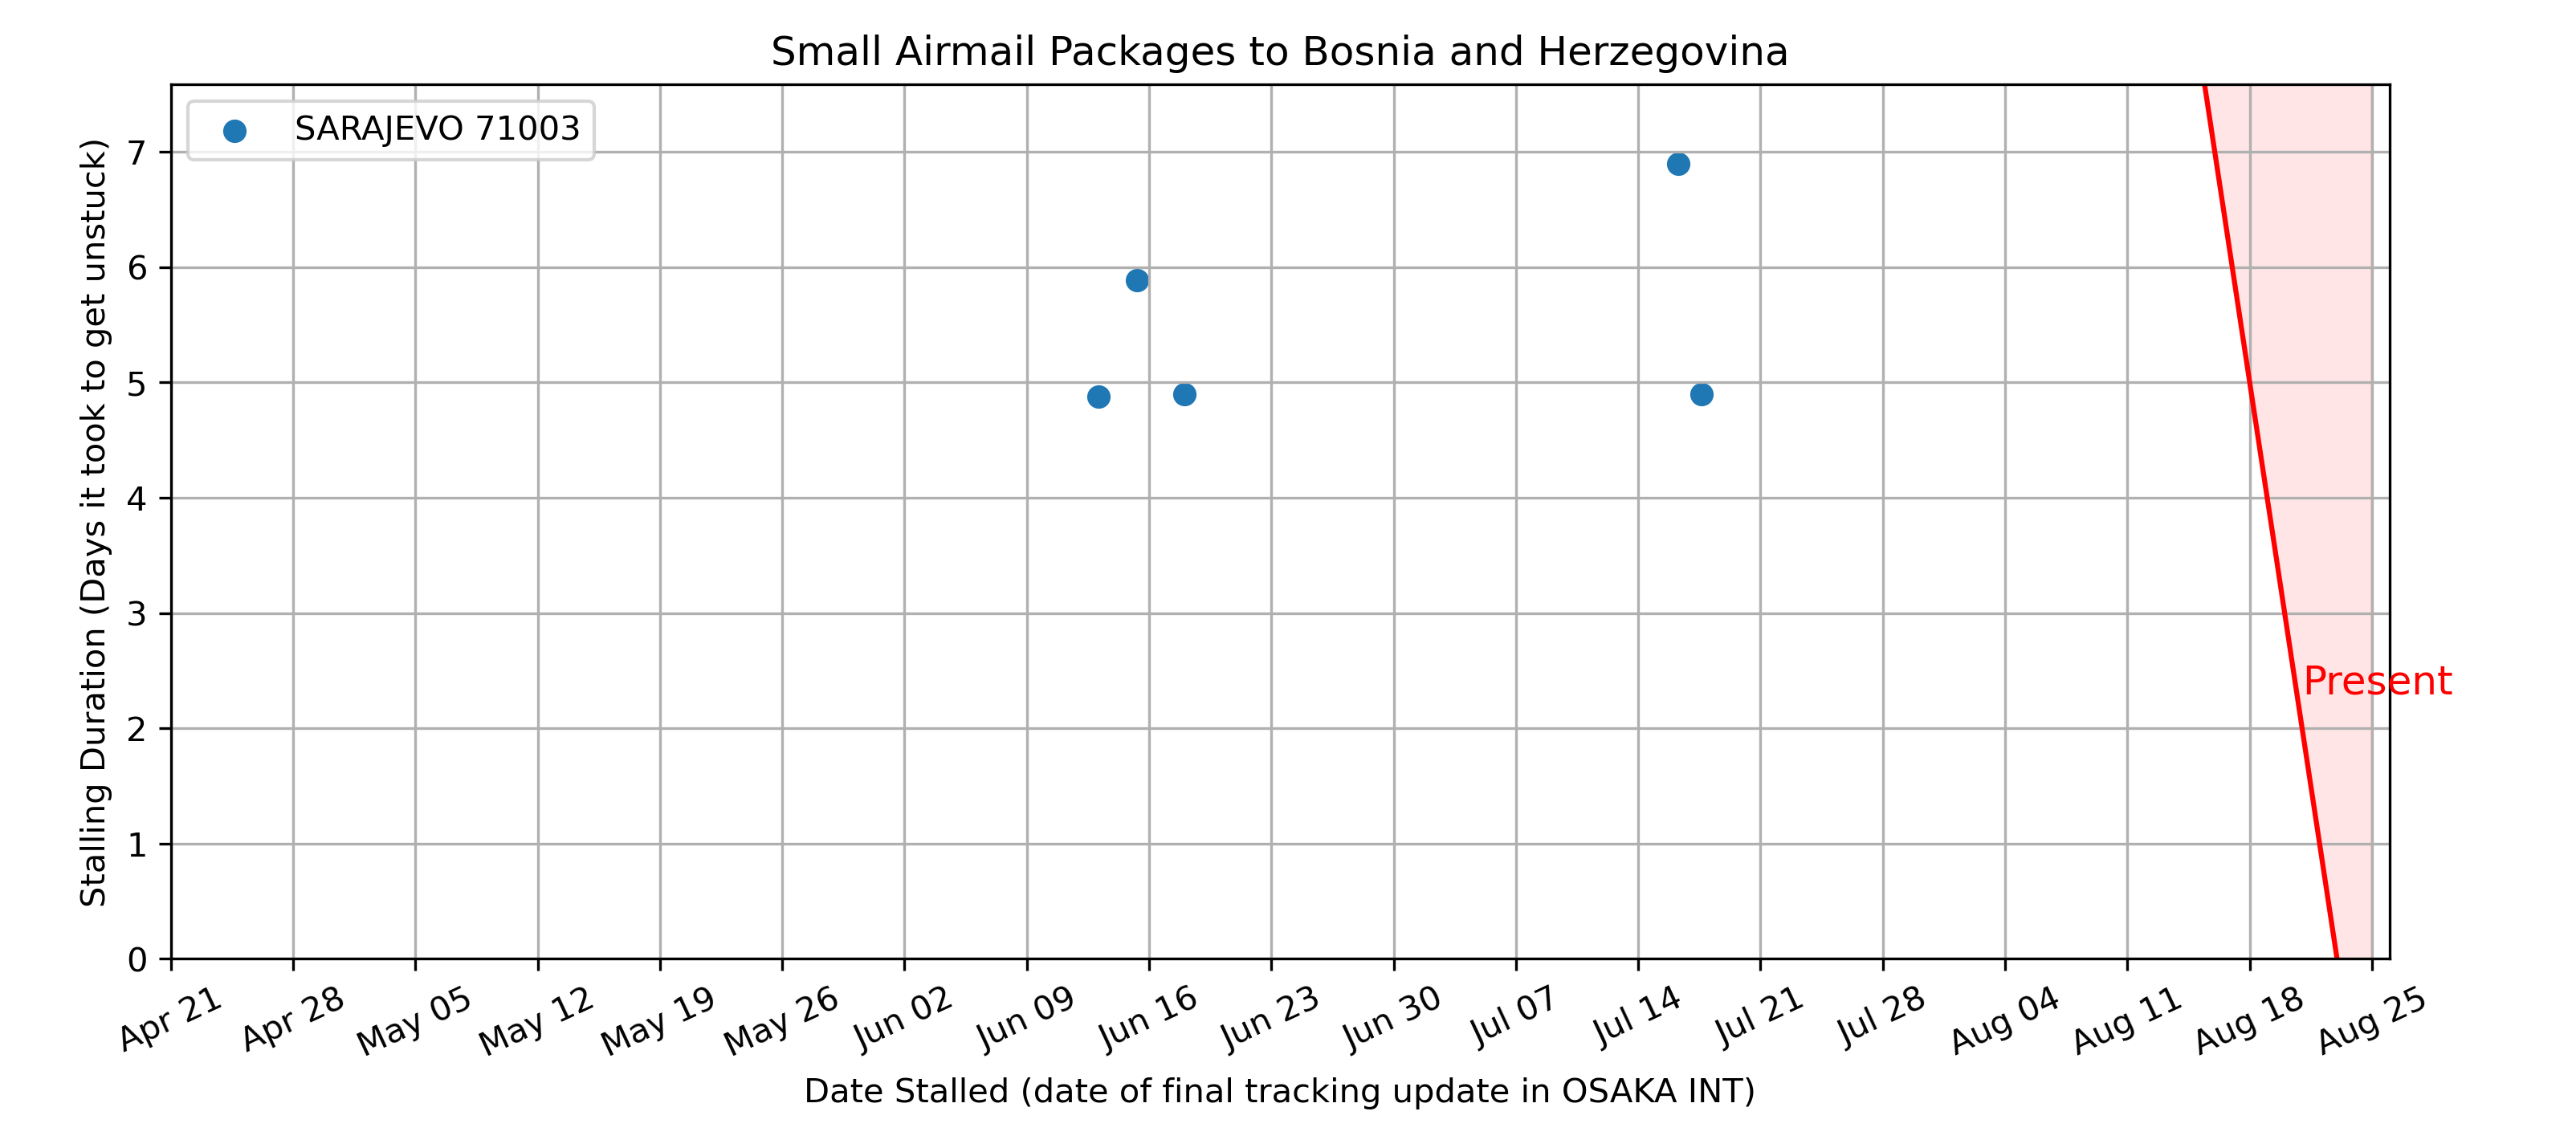 Small Airmail Packages to Bosnia and Herzegovina
SARAJEVO 71003
Stalling Duration (Days it took to get unstuck)
7
6
5
4
3
2
1
0
Present
Apr 21
Apr 28
May 05
May 12
May 19
May 26
Jun 02
Jun 09
Jun 16
Jun 23
Jun 30
Jul 07
Jul 14
Jul 21
Jul 28
Aug 04
Aug 11
Aug 18
Aug 25
Date Stalled (date of final tracking update in OSAKA INT)